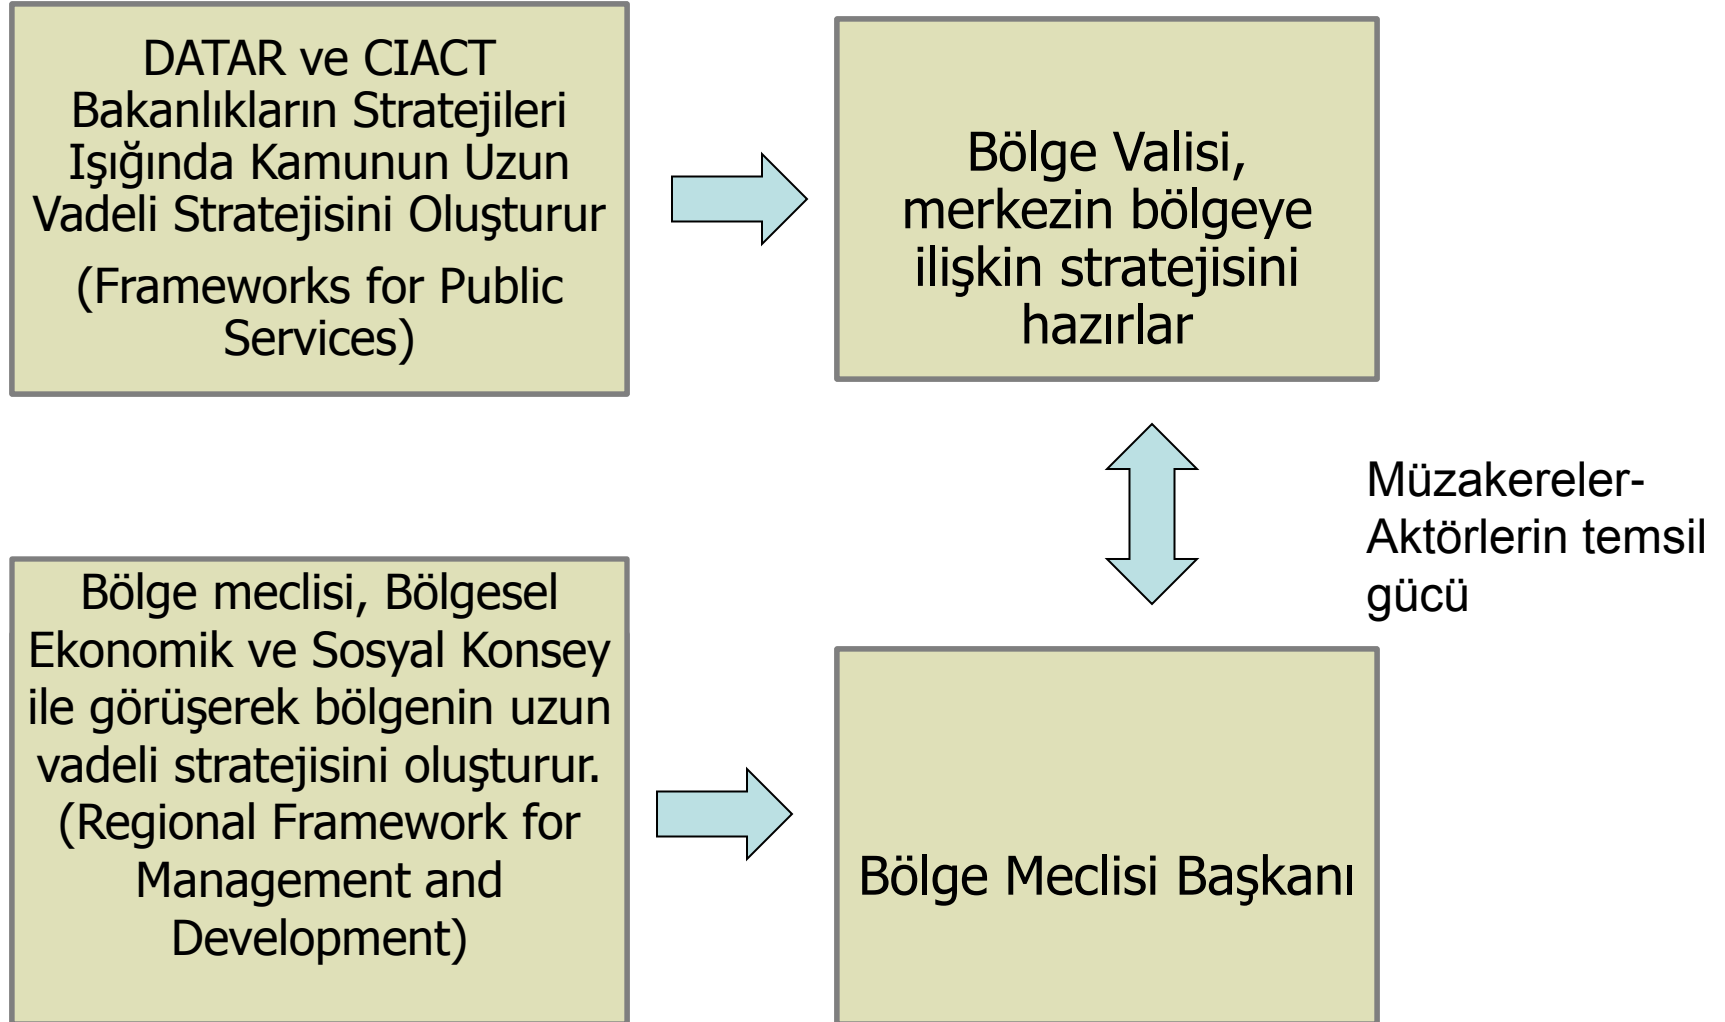 DATAR ve CIACT
Bakanlıkların Stratejileri
Işığında Kamunun Uzun
Vadeli Stratejisini Oluşturur
(Frameworks for Public
Services)
Bölge Valisi,
merkezin bölgeye
ilişkin stratejisini
hazırlar
Müzakereler-
Aktörlerin temsil
gücü
Bölge meclisi, Bölgesel
Ekonomik ve Sosyal Konsey
ile görüşerek bölgenin uzun
vadeli stratejisini oluşturur.
(Regional Framework for
Management and
Development)
Bölge Meclisi Başkanı